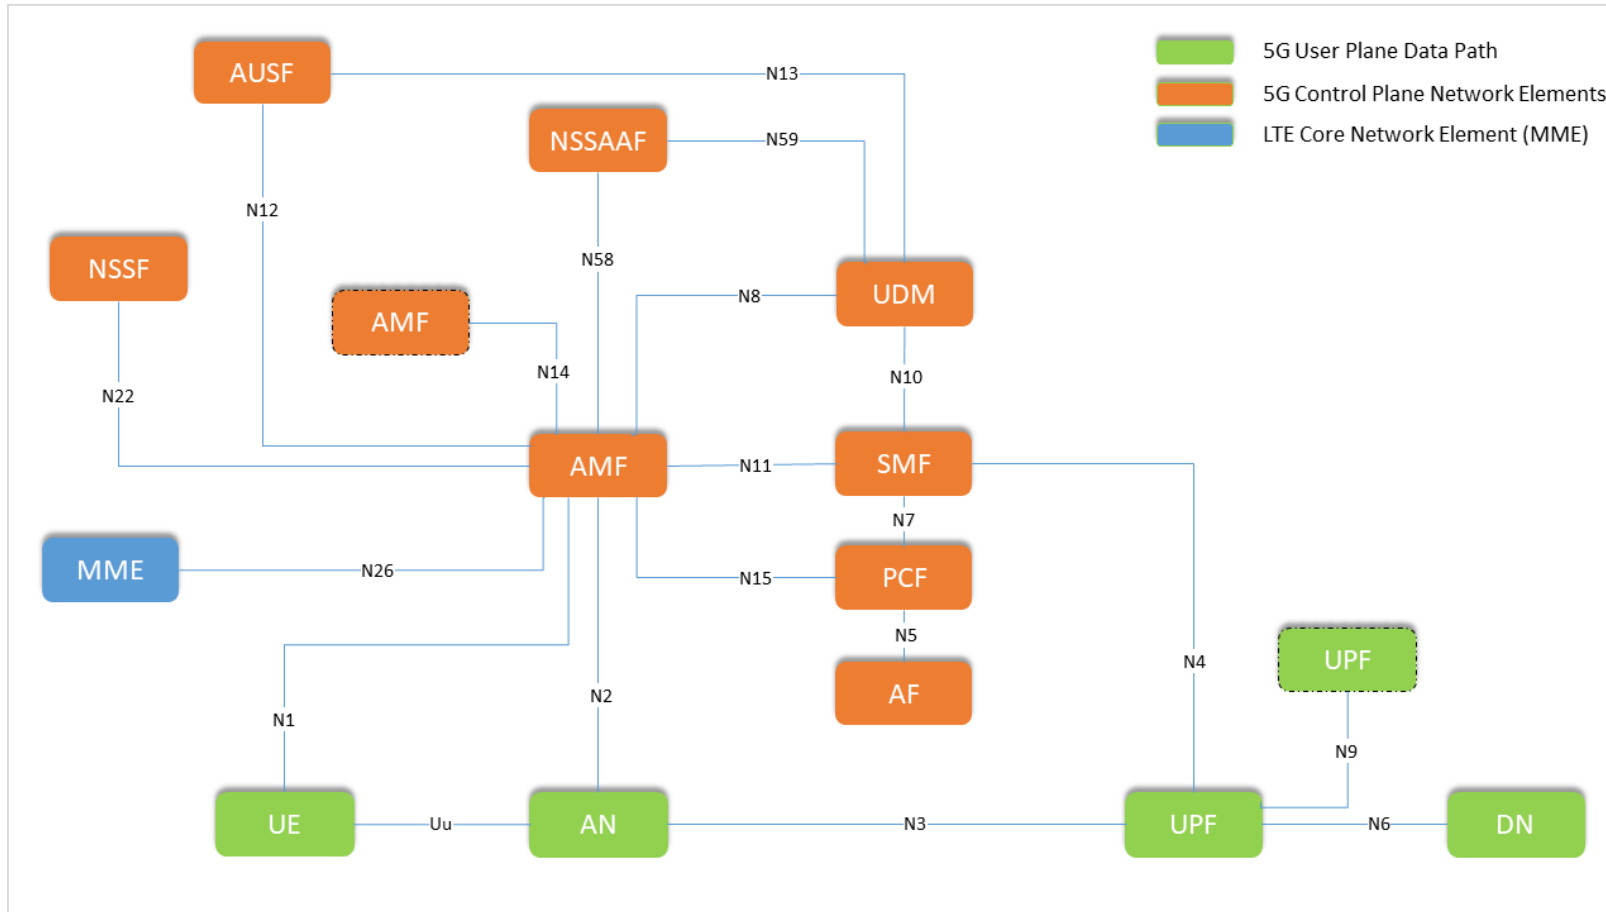 AUSF
N13
5G User Plane Data Path
5G Control Plane Network Elements
NSSAAF
N59
LTE Core Network Element (MME)
N12
NSSF
N58
AMF
N8
UDM
N14
N10
N22
AMF
N11
SMF
N7
MME
N26
N15
PCF
N5
N4
UPF
N2
AF
N1
N9
UE
Uu
AN
N3
UPF
N6
DN